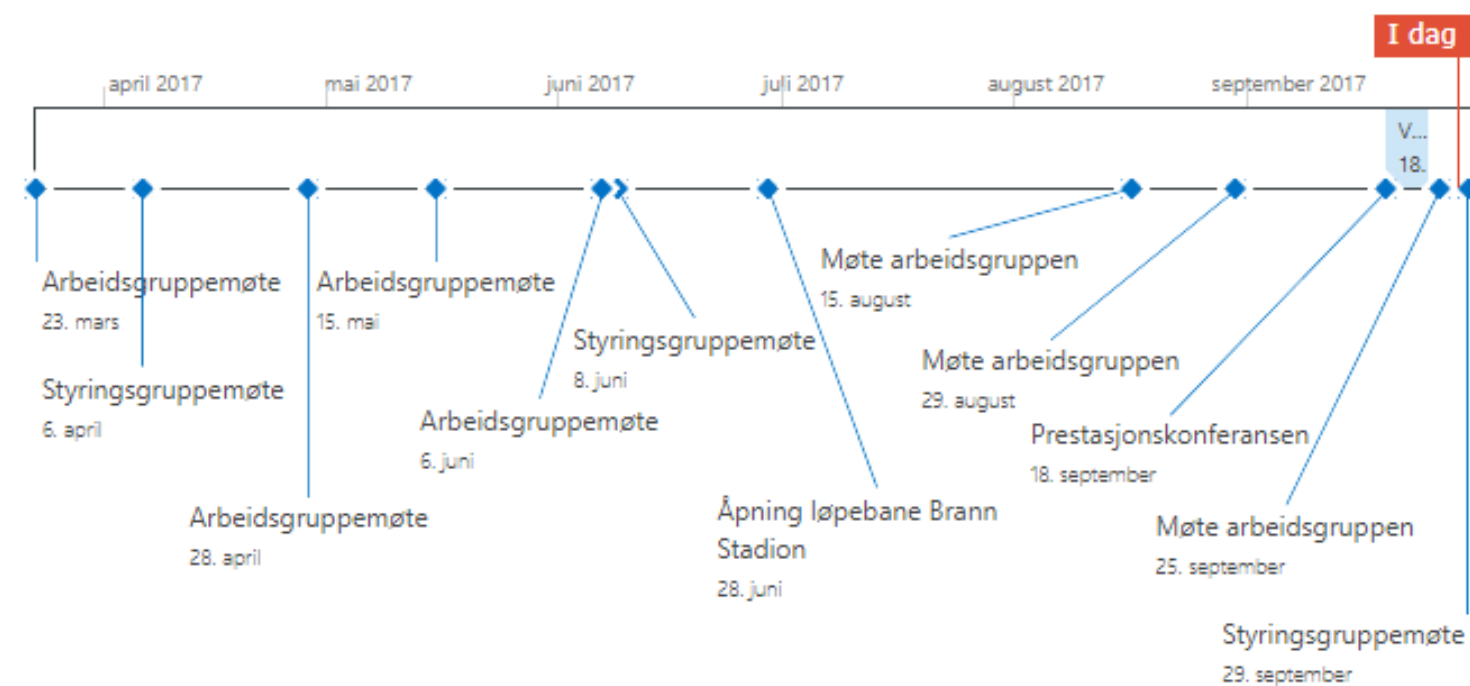 I dag
april 2017
mai 2017
juni 2017
juli 2017
august 2017
september 2017
V...
18.
Arbeidsgruppemøte
23. mars
Styringsgruppemøte
6. april
Arbeidsgruppemøte
28. april
Arbeidsgruppemøte
15. mai
Arbeidsgruppemøte
6. juni
Styringsgruppemøte
8. juni
Åpning løpebane Brann
Stadion
28. juni
Møte arbeidsgruppen
15. august
Møte arbeidsgruppen
29. august
Prestasjonskonferansen
18. september
Møte arbeidsgruppen
25. september
Styringsgruppemøte
29. september